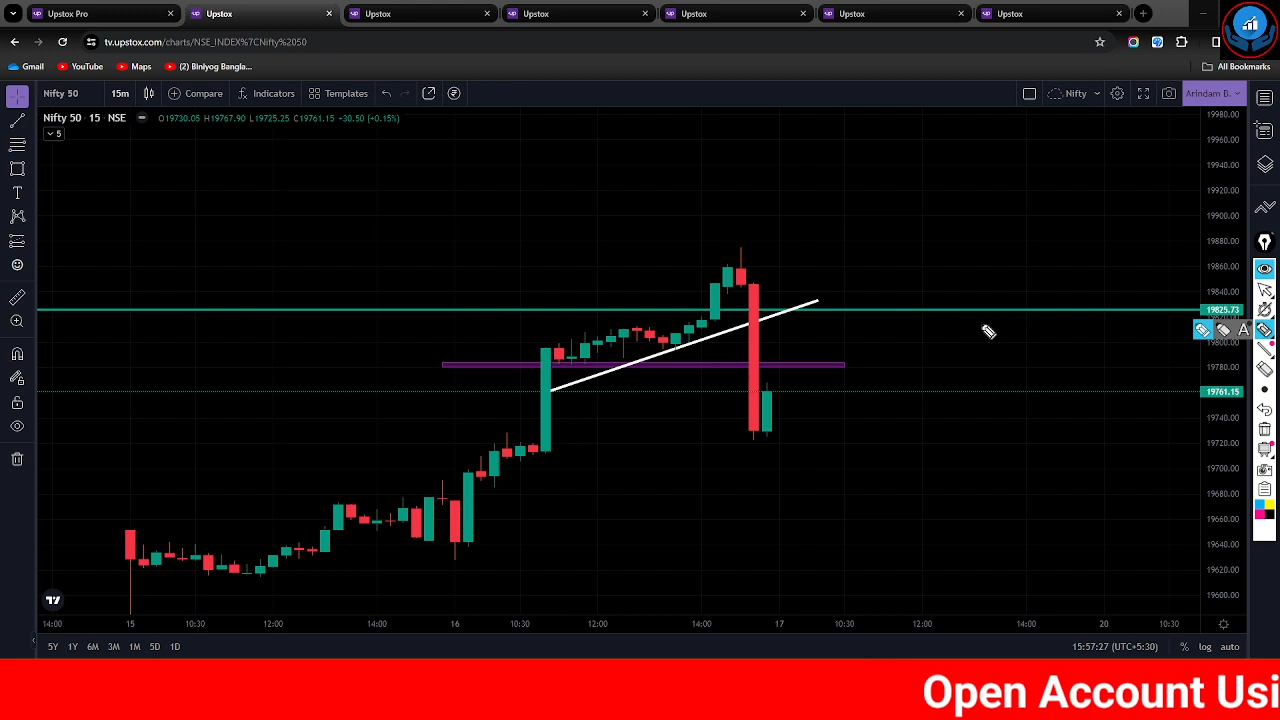 Upstox Pro
Upstox
Upstox
Upstox
Upstox
Upstox
Upstox
tv.upstox.com/charts/NSE_INDEX%7CNifty%2050
Gmail
YouTube
Maps
(2) Biniyog Bangla...
All Bookmarks
Nifty 50
15m
Compare
Indicators
Templates
Nifty
Arindam B.
Nifty 50 · 15 · NSE
O19730.05 H19767.90 L19725.25 C19761.15 +30.50 (+0.15%)
5
19980.00
19960.00
19940.00
19920.00
19900.00
19880.00
19860.00
19840.00
19825.73
19800.00
19780.00
19761.15
19740.00
19720.00
19700.00
19680.00
19660.00
19640.00
19620.00
19600.00
14:00 15 10:30 12:00 14:00 16 10:30 12:00 14:00 17 10:30 12:00 14:00 20 10:30
5Y 1Y 6M 3M 1M 5D 1D
15:57:27 (UTC+5:30) % log auto
Open Account Usi